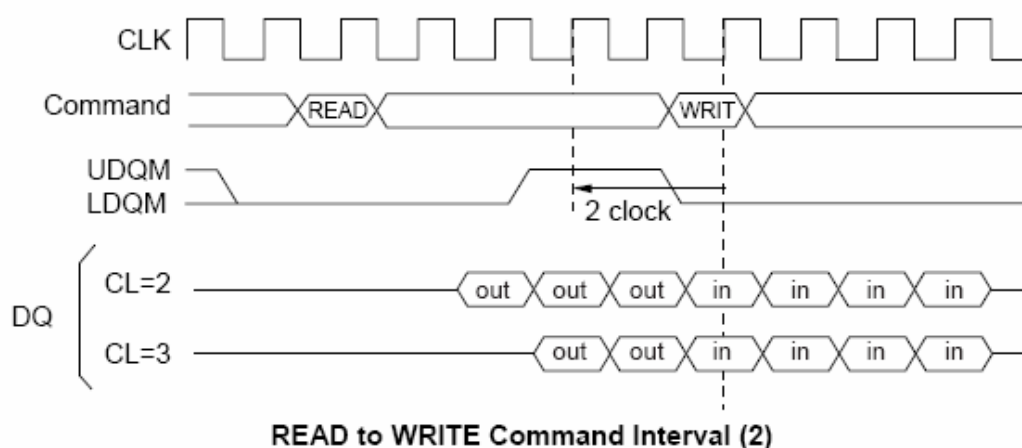 CLK
Command READ WRIT
UDQM
LDQM
2 clock
DQ
CL=2 out out out in in in in
CL=3 out out in in in in
READ to WRITE Command Interval (2)